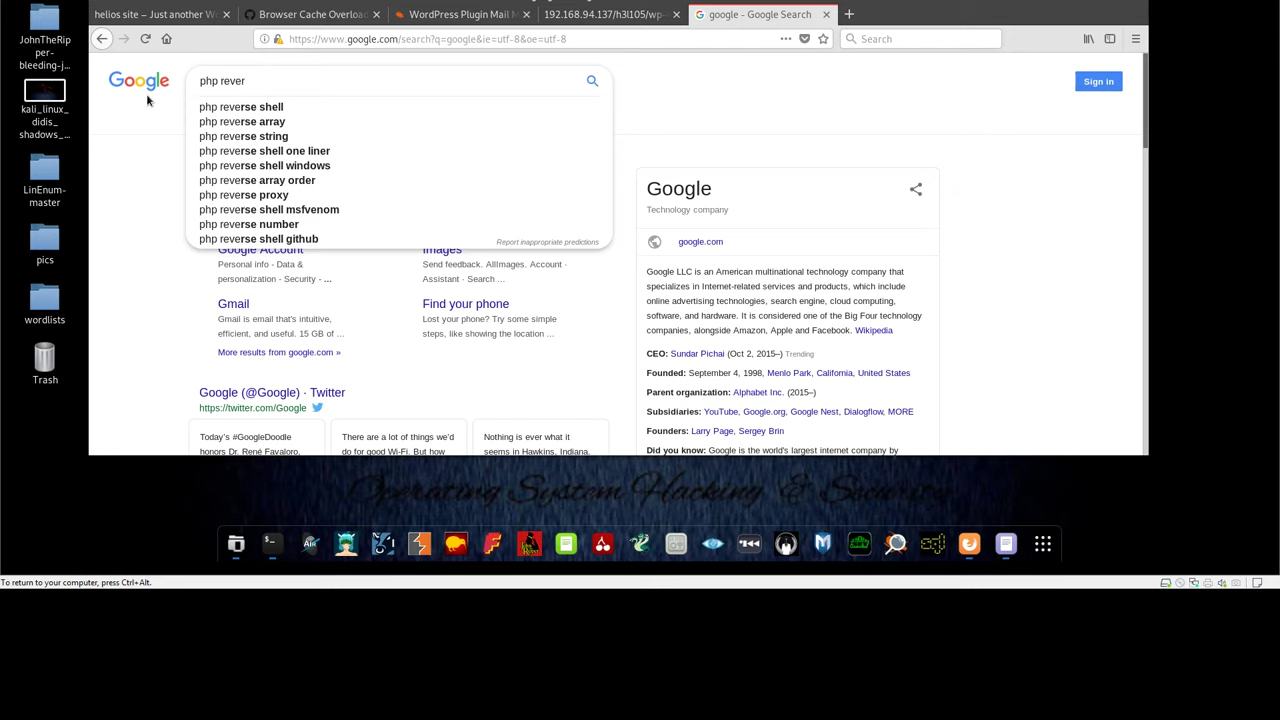 helios site – Just another W
Browser Cache Overload
WordPress Plugin Mail M
192.168.94.137/h3l105/wp-
google - Google Search
https://www.google.com/search?q=google&ie=utf-8&oe=utf-8
Search
JohnTheRip
per-
bleeding-j...
kali_linux_
didis_
shadows_...
LinEnum-
master
pics
wordlists
Trash
Google
php rever
Sign in
php reverse shell
php reverse array
php reverse string
php reverse shell one liner
php reverse shell windows
php reverse array order
php reverse proxy
php reverse shell msfvenom
php reverse number
php reverse shell github
Report inappropriate predictions
Google Account
Images
Personal info - Data &
personalization - Security - ...
Send feedback. AllImages. Account ·
Assistant · Search ...
Gmail
Find your phone
Gmail is email that's intuitive,
efficient, and useful. 15 GB of ...
Lost your phone? Try some simple
steps, like showing the location ...
More results from google.com »
Google (@Google) · Twitter
https://twitter.com/Google
Today's #GoogleDoodle
honors Dr. René Favaloro,
There are a lot of things we'd
do for good Wi-Fi. But how
Nothing is ever what it
seems in Hawkins, Indiana.
Google
Technology company
google.com
Google LLC is an American multinational technology company that
specializes in Internet-related services and products, which include
online advertising technologies, search engine, cloud computing,
software, and hardware. It is considered one of the Big Four technology
companies, alongside Amazon, Apple and Facebook. Wikipedia
CEO: Sundar Pichai (Oct 2, 2015–) Trending
Founded: September 4, 1998, Menlo Park, California, United States
Parent organization: Alphabet Inc. (2015–)
Subsidiaries: YouTube, Google.org, Google Nest, Dialogflow, MORE
Founders: Larry Page, Sergey Brin
Did you know: Google is the world's largest internet company by
Operating System Hacking & Security
To return to your computer, press Ctrl+Alt.